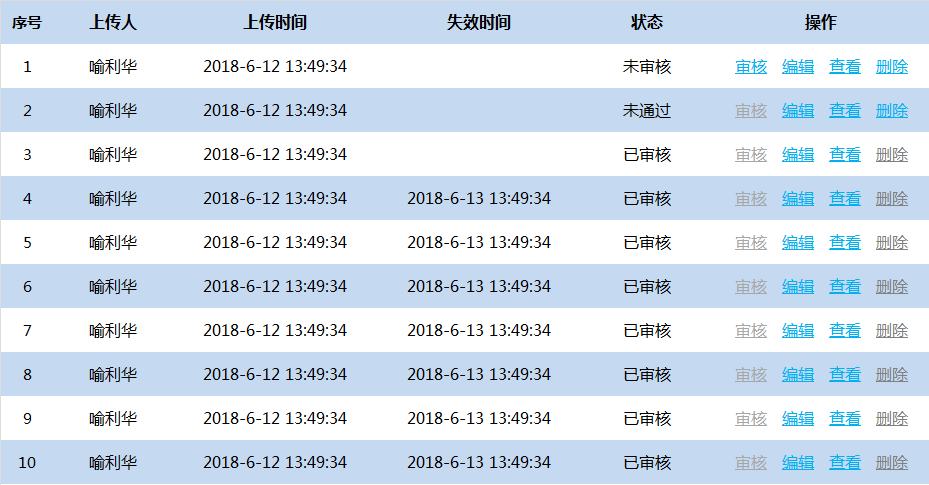 序号 上传人 上传时间 失效时间 状态 操作
1 喻利华 2018-6-12 13:49:34 未审核 审核 编辑 查看 删除
2 喻利华 2018-6-12 13:49:34 未通过 审核 编辑 查看 删除
3 喻利华 2018-6-12 13:49:34 已审核 审核 编辑 查看 删除
4 喻利华 2018-6-12 13:49:34 2018-6-13 13:49:34 已审核 审核 编辑 查看 删除
5 喻利华 2018-6-12 13:49:34 2018-6-13 13:49:34 已审核 审核 编辑 查看 删除
6 喻利华 2018-6-12 13:49:34 2018-6-13 13:49:34 已审核 审核 编辑 查看 删除
7 喻利华 2018-6-12 13:49:34 2018-6-13 13:49:34 已审核 审核 编辑 查看 删除
8 喻利华 2018-6-12 13:49:34 2018-6-13 13:49:34 已审核 审核 编辑 查看 删除
9 喻利华 2018-6-12 13:49:34 2018-6-13 13:49:34 已审核 审核 编辑 查看 删除
10 喻利华 2018-6-12 13:49:34 2018-6-13 13:49:34 已审核 审核 编辑 查看 删除